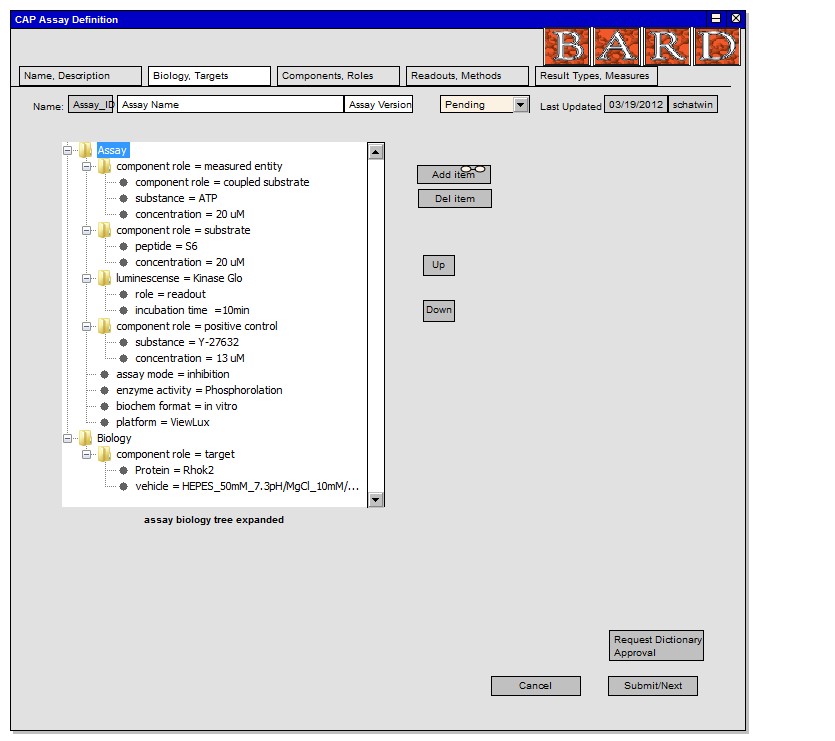 CAP Assay Definition
BARD
Name, Description
Biology, Targets
Components, Roles
Readouts, Methods
Result Types, Measures
Name:
Assay_ID
Assay Name
Assay Version
Pending
Last Updated
03/19/2012
schatwin
Assay
component role = measured entity
component role = coupled substrate
substance = ATP
concentration = 20 uM
component role = substrate
peptide = S6
concentration = 20 uM
luminescense = Kinase Glo
role = readout
incubation time =10min
component role = positive control
substance = Y-27632
concentration = 13 uM
assay mode = inhibition
enzyme activity = Phosphorolation
biochem format = in vitro
platform = ViewLux
Biology
component role = target
Protein = Rhok2
vehicle = HEPES_50mM_7.3pH/MgCl_10mM/...
assay biology tree expanded
Add item
Del item
Up
Down
Request Dictionary
Approval
Cancel
Submit/Next